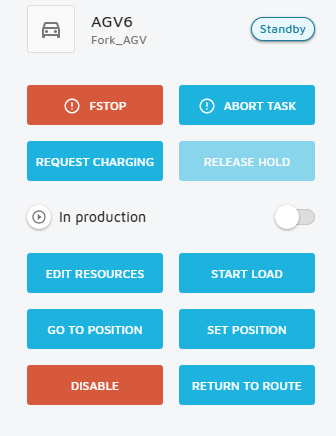 AGV6
Fork_AGV
Standby
FSTOP
ABORT TASK
REQUEST CHARGING
RELEASE HOLD
In production
EDIT RESOURCES
START LOAD
GO TO POSITION
SET POSITION
DISABLE
RETURN TO ROUTE